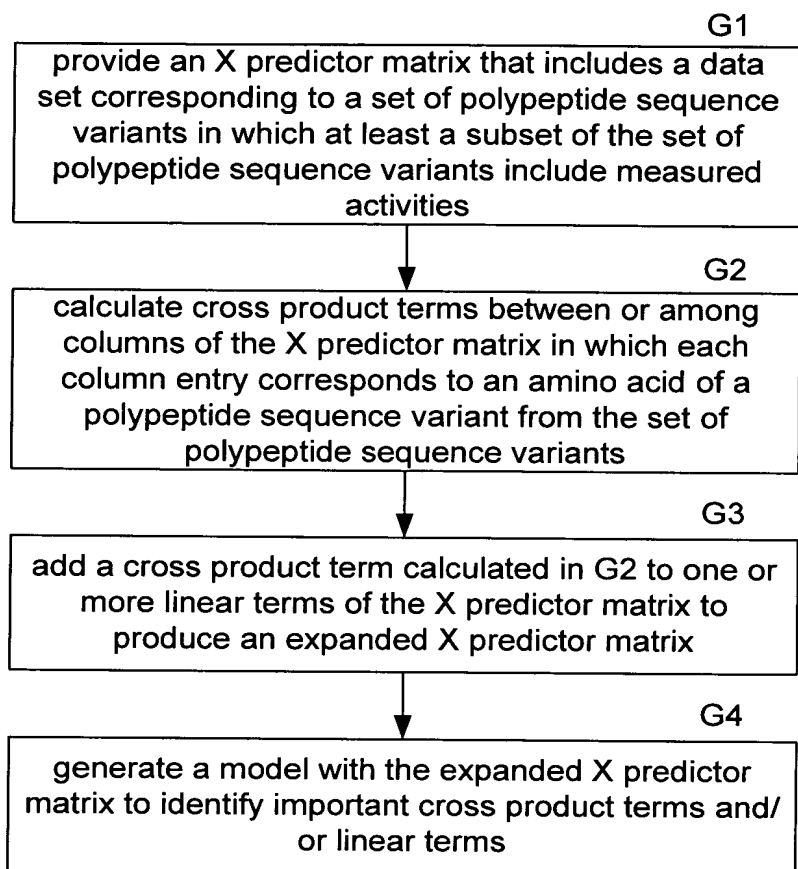 G1
provide an X predictor matrix that includes a data
set corresponding to a set of polypeptide sequence
variants in which at least a subset of the set of
polypeptide sequence variants include measured
activities
G2
calculate cross product terms between or among
columns of the X predictor matrix in which each
column entry corresponds to an amino acid of a
polypeptide sequence variant from the set of
polypeptide sequence variants
G3
add a cross product term calculated in G2 to one or
more linear terms of the X predictor matrix to
produce an expanded X predictor matrix
G4
generate a model with the expanded X predictor
matrix to identify important cross product terms and/
or linear terms